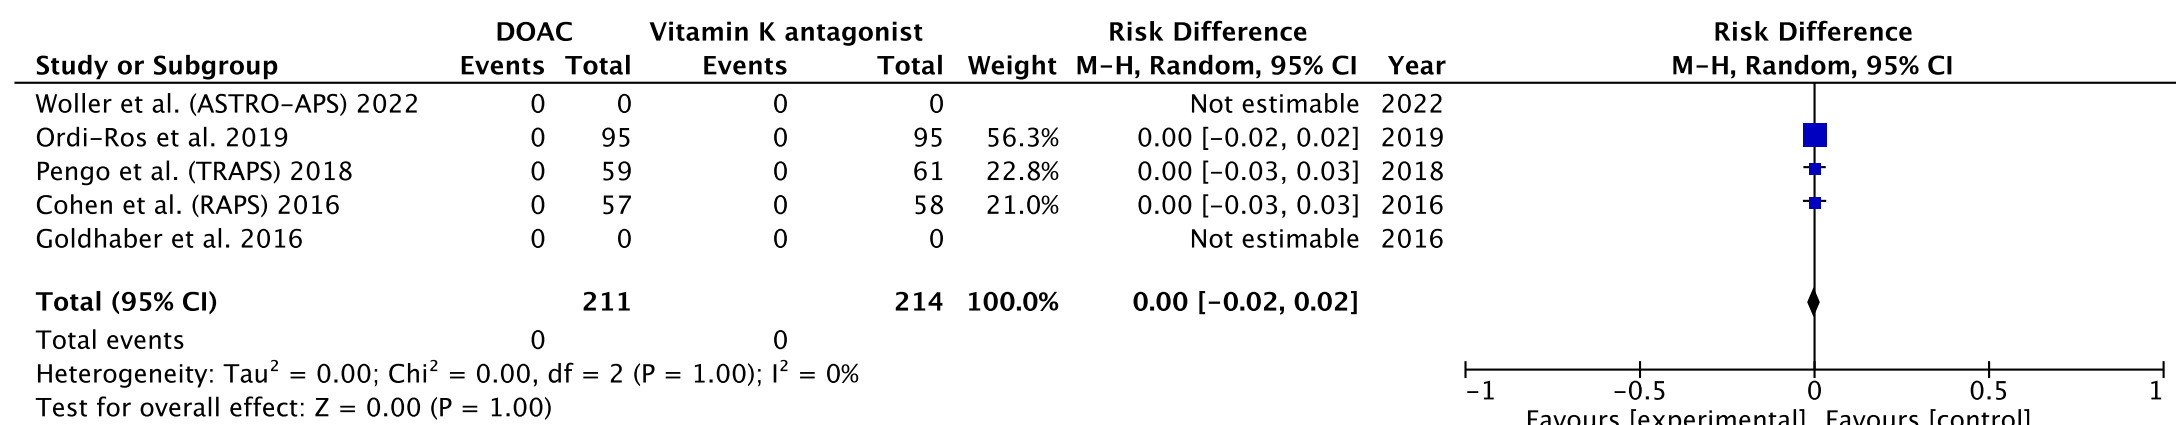 DOAC Vitamin K antagonist Risk Difference Risk Difference
Study or Subgroup Events Total Events Total Weight M-H, Random, 95% CI Year M-H, Random, 95% CI
Woller et al. (ASTRO-APS) 2022 0 0 0 0 Not estimable 2022
Ordi-Ros et al. 2019 0 95 0 95 56.3% 0.00 [-0.02, 0.02] 2019
Pengo et al. (TRAPS) 2018 0 59 0 61 22.8% 0.00 [-0.03, 0.03] 2018
Cohen et al. (RAPS) 2016 0 57 0 58 21.0% 0.00 [-0.03, 0.03] 2016
Goldhaber et al. 2016 0 0 0 0 Not estimable 2016
Total (95% CI) 211 214 100.0% 0.00 [-0.02, 0.02]
Total events 0 0
Heterogeneity: Tau² = 0.00; Chi² = 0.00, df = 2 (P = 1.00); I² = 0%
Test for overall effect: Z = 0.00 (P = 1.00)
-1 -0.5 0 0.5 1
Favours [experimental] Favours [control]